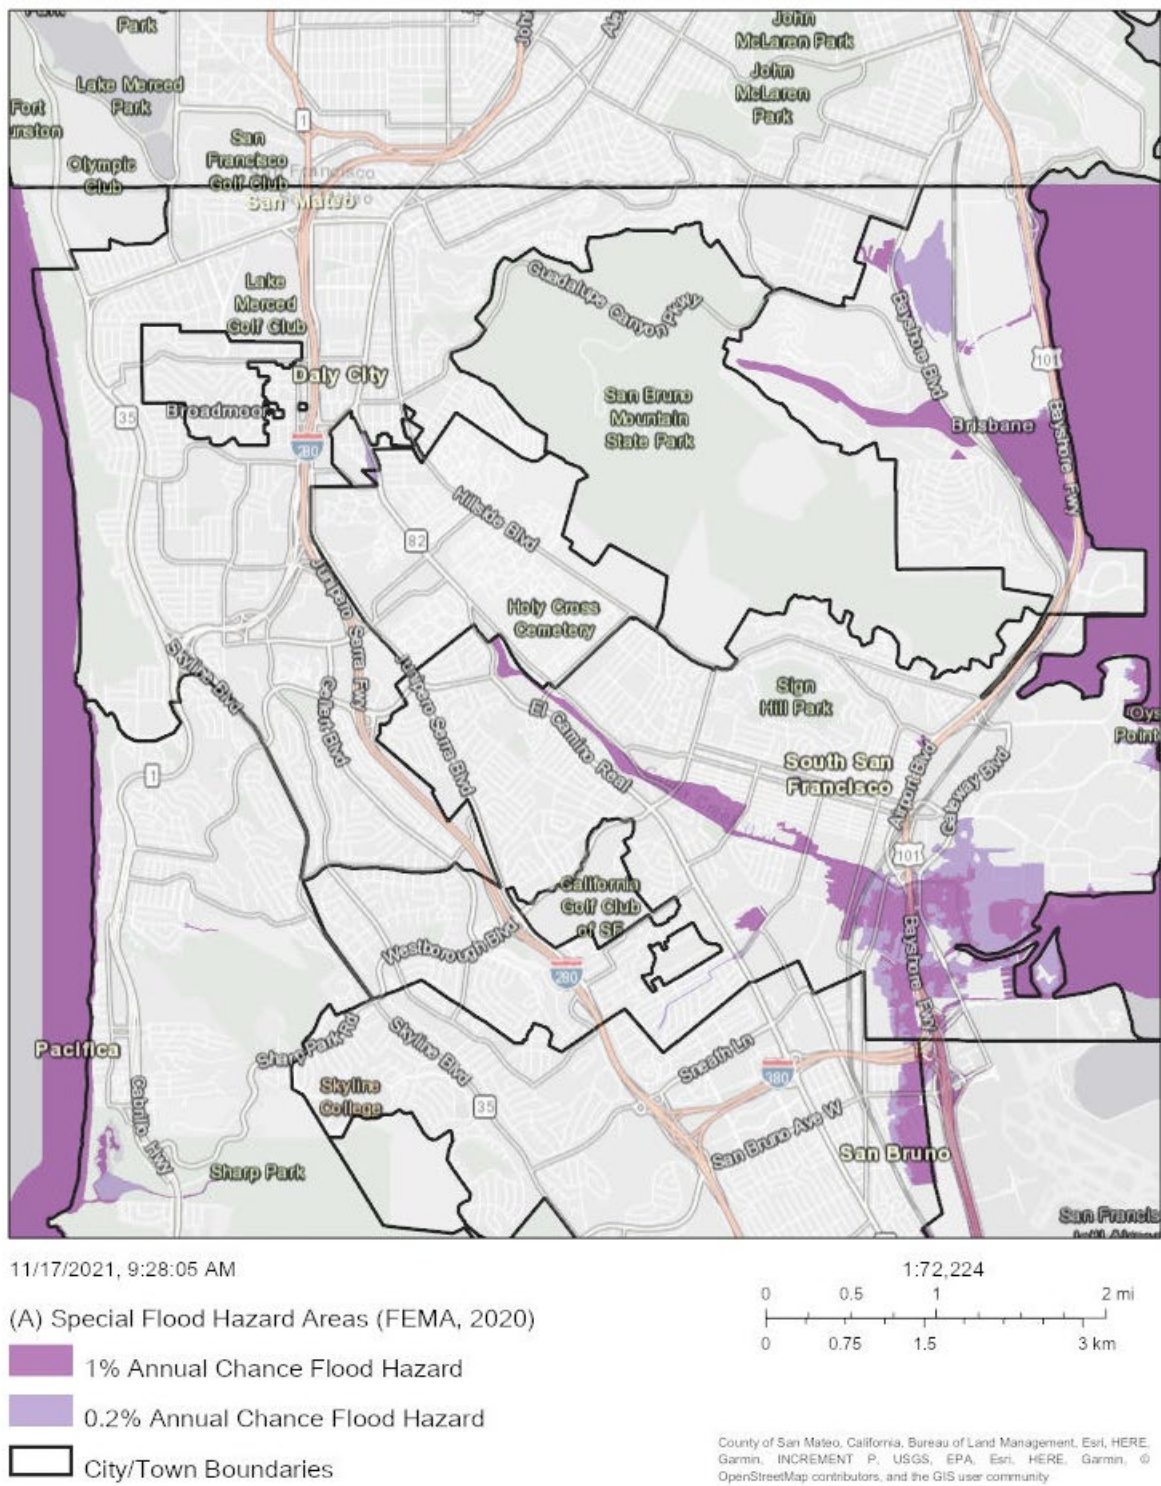 Park
John
McLaren Park
Lake Merced
Park
John
McLaren
Park
Fort
1
San
Francisco
Golf Club
Olympic
Club
Francisco
San Mateo
Guadalupe Canyon Pkwy
Lake
Merced
Golf Club
Bayshore Blvd
101
Daly City
Broadmoor
35
San Bruno
Mountain
State Park
Brisbane
Bayshore Fwy
280
Hillside Blvd
82
Junipero Serra Fwy
Holy Cross
Cemetery
Skyline Blvd
Callan Blvd
Junipero Serra Blvd
El Camino Real
Sign
Hill Park
Oys
Point
1
South San
Francisco
Airport Blvd
Gateway Blvd
101
California
Golf Club
of SF
Westborough Blvd
280
Bayshore Fwy
Pacifica
Sharp Park Rd
Skyline Blvd
Sneath Ln
380
Skyline
College
35
Cabrillo Hwy
San Bruno Ave W
San Bruno
Sharp Park
San Francis
11/17/2021, 9:28:05 AM
1:72,224
0 0.5 1 2 mi
0 0.75 1.5 3 km
(A) Special Flood Hazard Areas (FEMA, 2020)
1% Annual Chance Flood Hazard
0.2% Annual Chance Flood Hazard
City/Town Boundaries
County of San Mateo, California, Bureau of Land Management, Esri, HERE,
Garmin, INCREMENT P, USGS, EPA, Esri, HERE, Garmin, ©
OpenStreetMap contributors, and the GIS user community